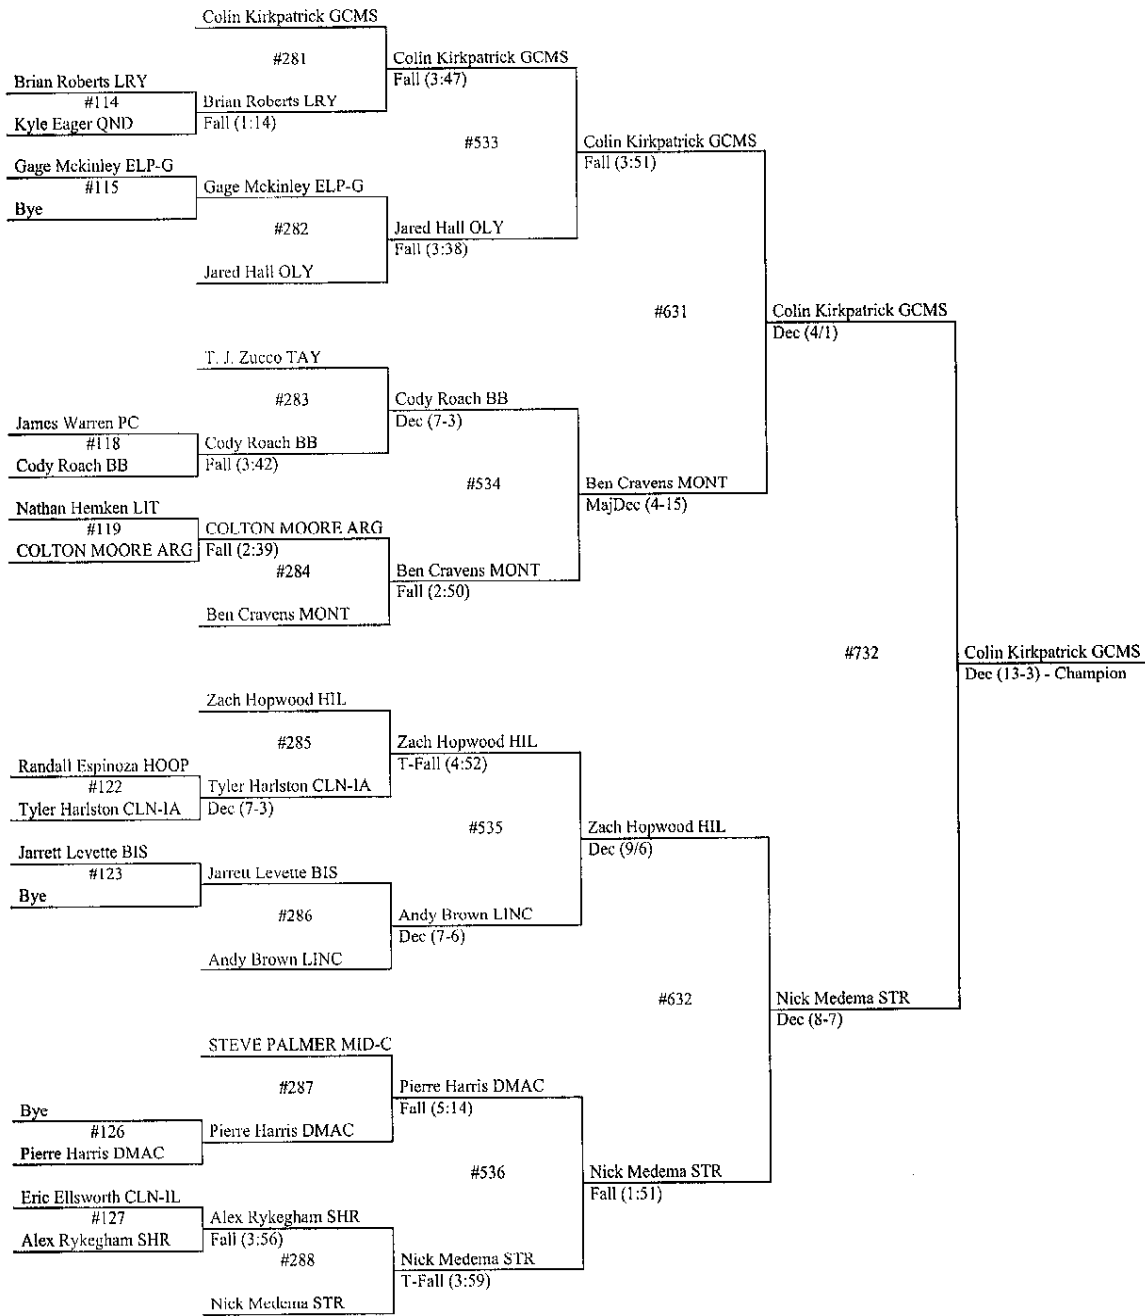 Colin Kirkpatrick GCMS
#281
Colin Kirkpatrick GCMS
Fall (3:47)
Brian Roberts LRY
#114
Kyle Eager QND
Brian Roberts LRY
Fall (1:14)
#533
Colin Kirkpatrick GCMS
Fall (3:51)
Gage Mckinley ELP-G
#115
Bye
Gage Mckinley ELP-G
#282
Jared Hall OLY
Fall (3:38)
Jared Hall OLY
#631
Colin Kirkpatrick GCMS
Dec (4/1)
T. J. Zucco TAY
#283
Cody Roach BB
Dec (7-3)
James Warren PC
#118
Cody Roach BB
Cody Roach BB
Fall (3:42)
#534
Ben Cravens MONT
MajDec (4-15)
Nathan Hemken LIT
#119
COLTON MOORE ARG
COLTON MOORE ARG
Fall (2:39)
#284
Ben Cravens MONT
Fall (2:50)
Ben Cravens MONT
#732
Colin Kirkpatrick GCMS
Dec (13-3) - Champion
Zach Hopwood HIL
#285
Zach Hopwood HIL
T-Fall (4:52)
Randall Espinoza HOOP
#122
Tyler Harlston CLN-IA
Tyler Harlston CLN-IA
Dec (7-3)
#535
Zach Hopwood HIL
Dec (9/6)
Jarrett Levette BIS
#123
Bye
Jarrett Levette BIS
#286
Andy Brown LINC
Dec (7-6)
Andy Brown LINC
#632
Nick Medema STR
Dec (8-7)
STEVE PALMER MID-C
#287
Pierre Harris DMAC
Fall (5:14)
Bye
#126
Pierre Harris DMAC
Pierre Harris DMAC
#536
Nick Medema STR
Fall (1:51)
Eric Ellsworth CLN-IL
#127
Alex Rykegham SHR
Alex Rykegham SHR
Fall (3:56)
#288
Nick Medema STR
T-Fall (3:59)
Nick Medema STR